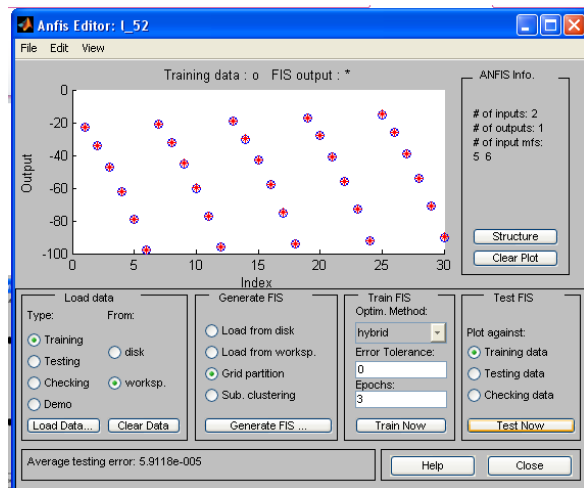 Anfis Editor: I_52
File Edit View
Training data : o FIS output : *
0
-20
-40
-60
-80
-100
Output
0 5 10 15 20 25 30
Index
ANFIS Info.
# of inputs: 2
# of outputs: 1
# of input mfs:
5 6
Structure
Clear Plot
Load data
Type: From:
Training
Testing
Checking
Demo
disk
worksp.
Load Data... Clear Data
Generate FIS
Load from disk
Load from worksp.
Grid partition
Sub. clustering
Generate FIS ...
Train FIS
Optim. Method:
hybrid
Error Tolerance:
0
Epochs:
3
Train Now
Test FIS
Plot against:
Training data
Testing data
Checking data
Test Now
Average testing error: 5.9118e-005
Help Close